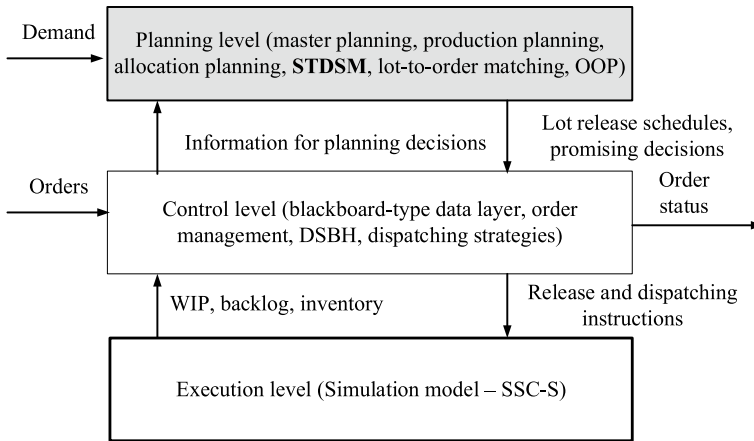 Demand
Planning level (master planning, production planning,
allocation planning, STDSM, lot-to-order matching, OOP)
Information for planning decisions
Lot release schedules,
promising decisions
Orders
Control level (blackboard-type data layer, order
management, DSBH, dispatching strategies)
Order
status
WIP, backlog, inventory
Release and dispatching
instructions
Execution level (Simulation model – SSC-S)